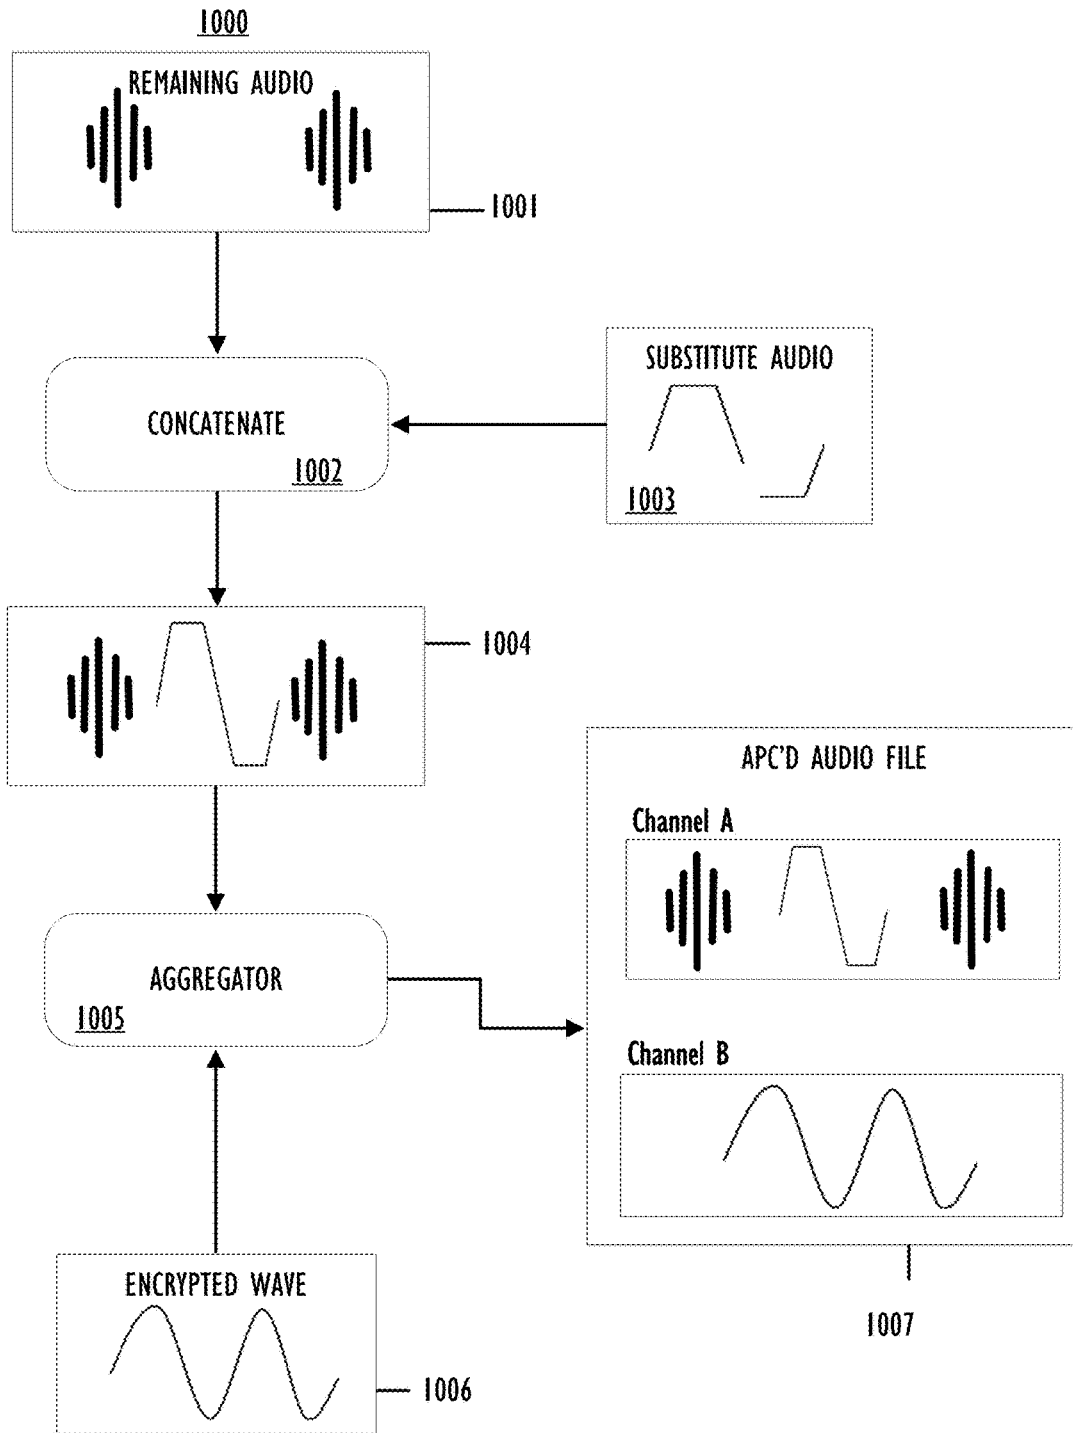 1000
REMAINING AUDIO
1001
SUBSTITUTE AUDIO
1003
CONCATENATE
1002
1004
APC'D AUDIO FILE
Channel A
AGGREGATOR
1005
Channel B
ENCRYPTED WAVE
1006
1007